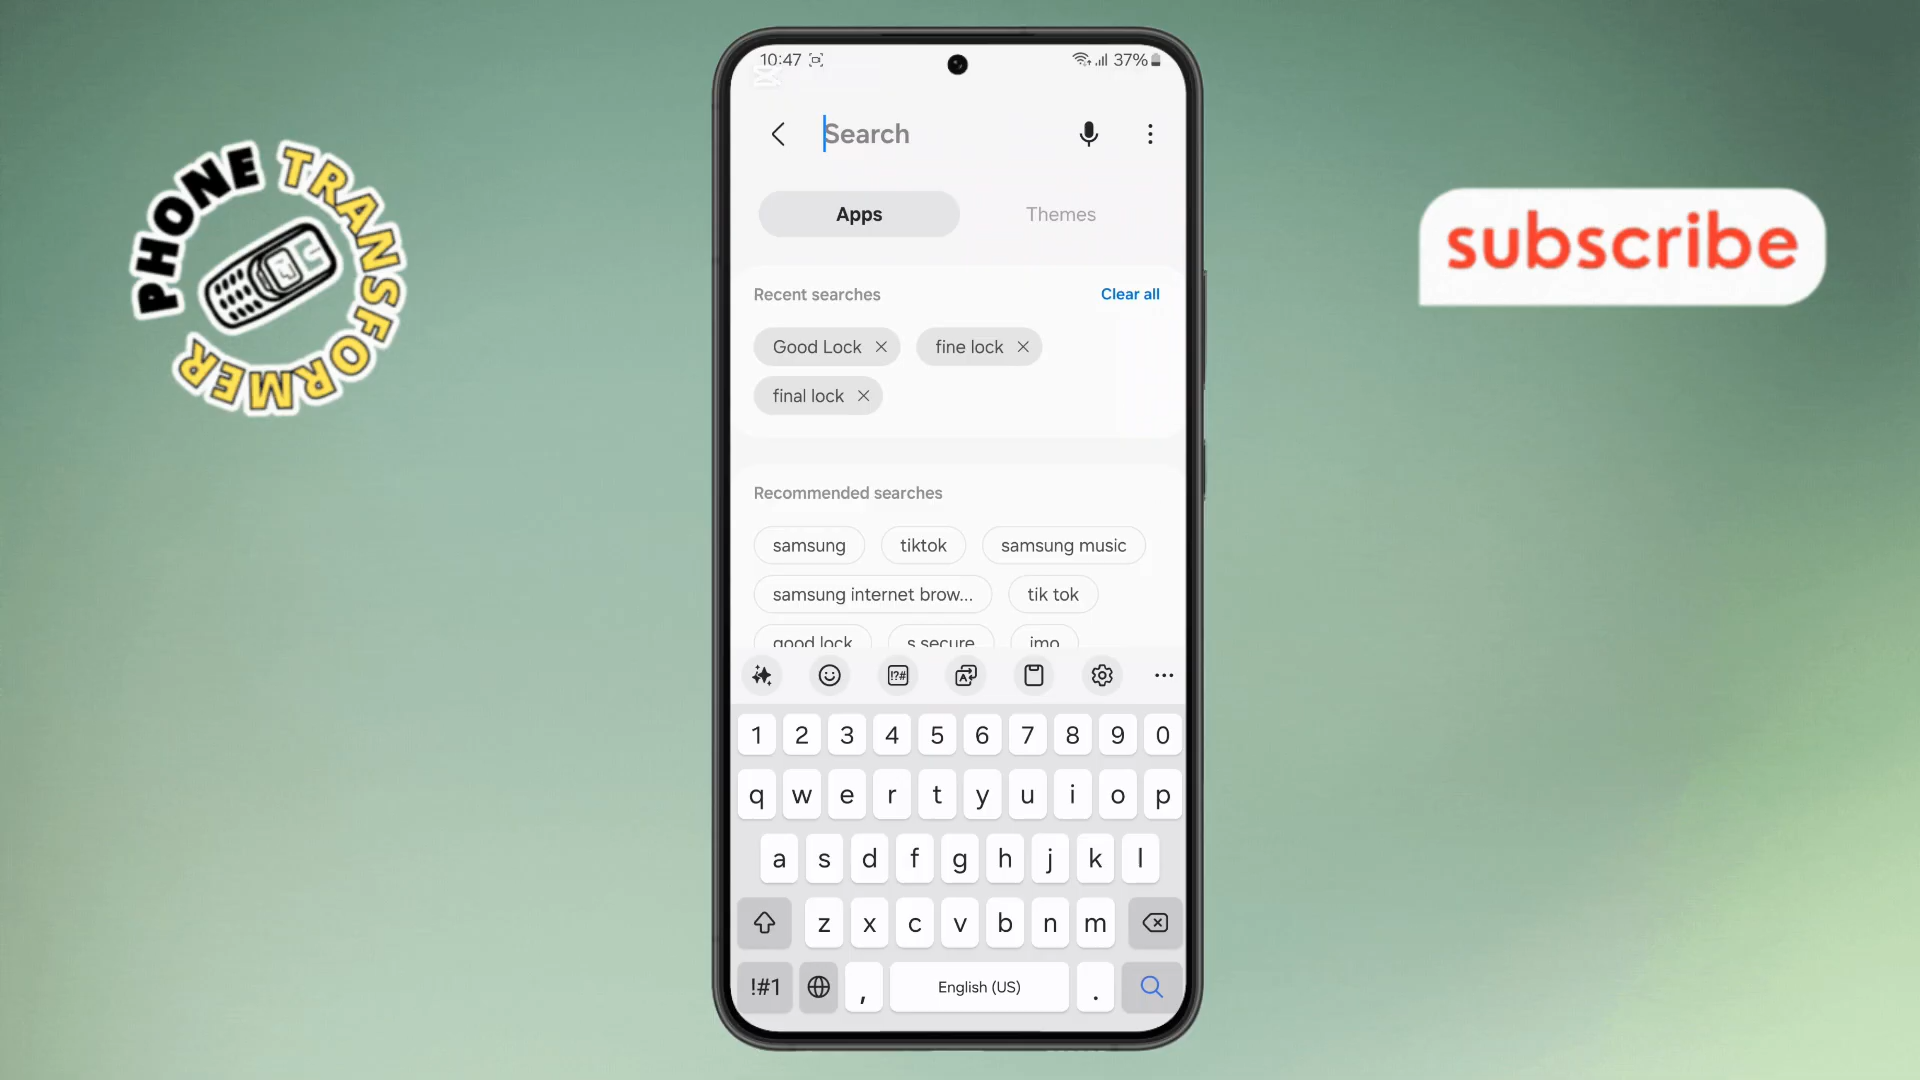 PHONE TRANSFORMER
subscribe
10:47 37%
Search
Apps Themes
Recent searches Clear all
Good Lock fine lock
final lock
Recommended searches
samsung tiktok samsung music
samsung internet brow... tik tok
good lock s secure imo
!?# A
1 2 3 4 5 6 7 8 9 0
q w e r t y u i o p
a s d f g h j k l
z x c v b n m
!#1 , English (US) .